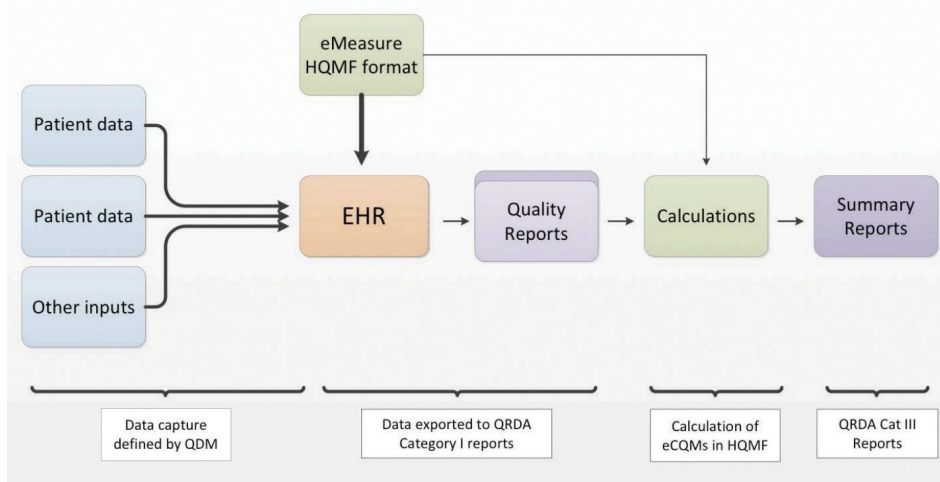 eMeasure
HQMF format
Patient data
Patient data
Other inputs
EHR
Quality
Reports
Calculations
Summary
Reports
Data capture
defined by QDM
Data exported to QRDA
Category I reports
Calculation of
eCQMs in HQMF
QRDA Cat III
Reports